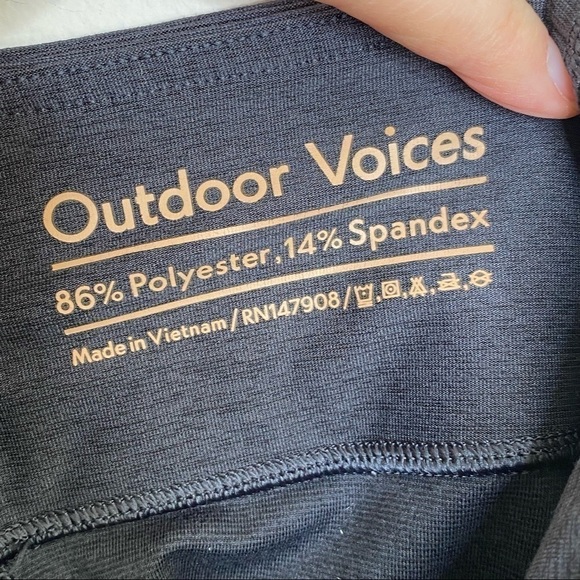 Outdoor Voices
86% Polyester, 14% Spandex
Made in Vietnam / RN147908 /